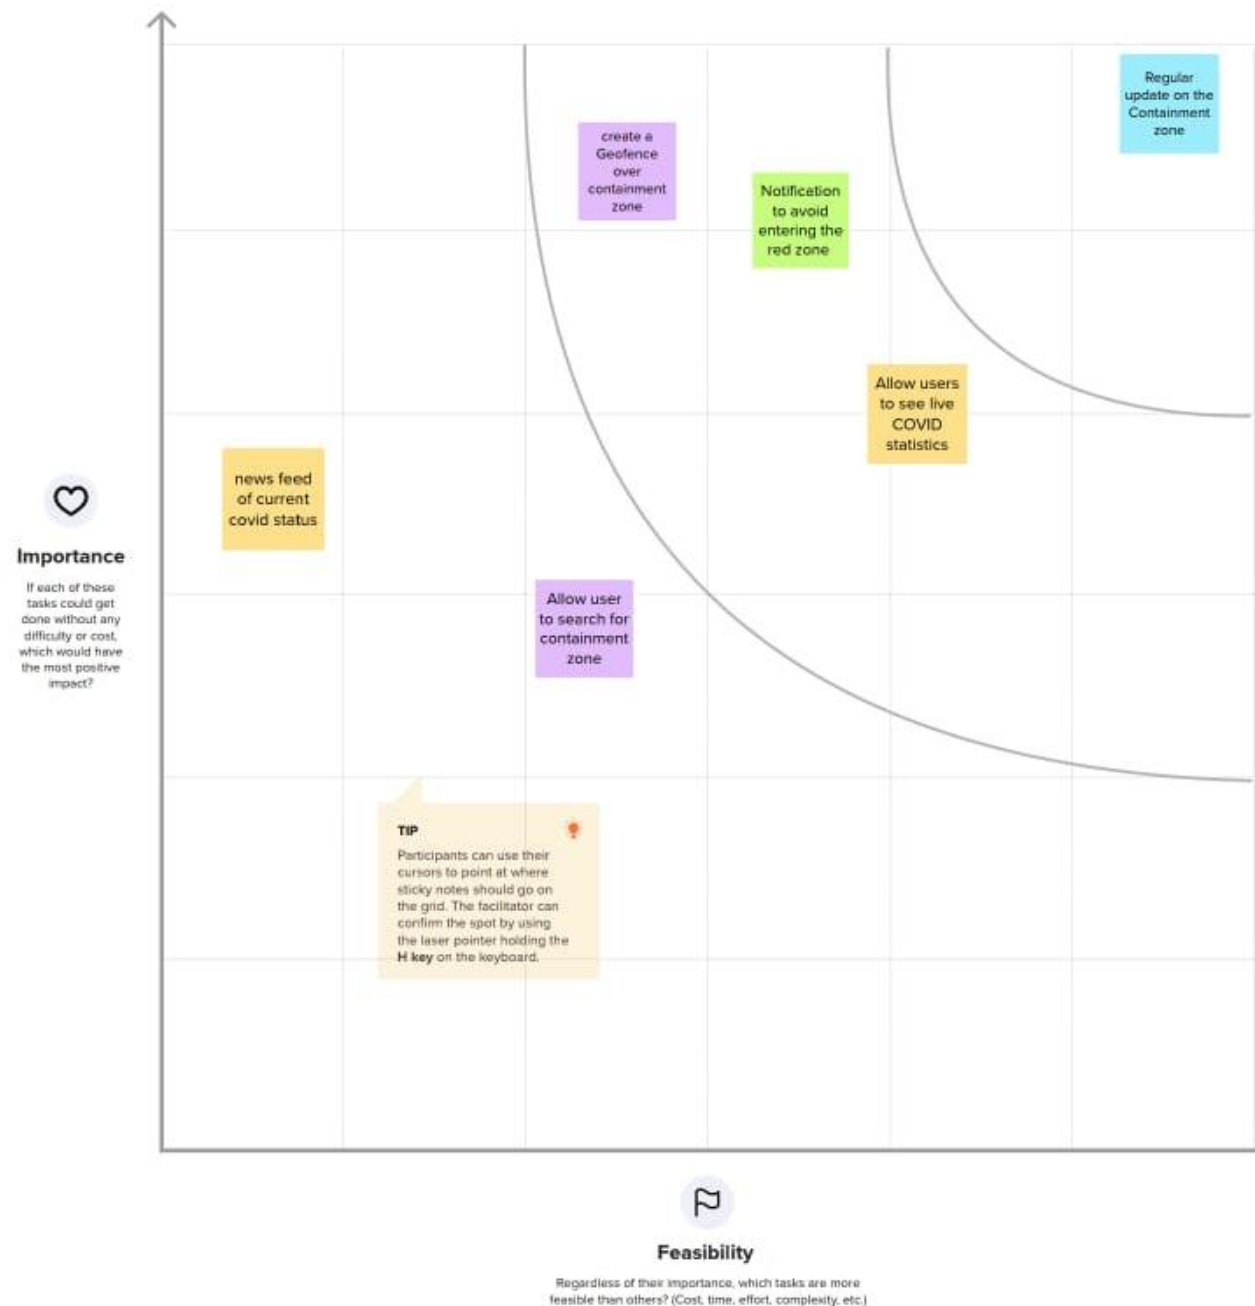 Regular
update on the
Containment
zone
create a
Geofence
over
containment
zone
Notification
to avoid
entering the
red zone
Allow users
to see live
COVID
statistics
news feed
of current
covid status
Importance
If each of these
tasks could get
done without any
difficulty or cost,
which would have
the most positive
impact?
Allow user
to search for
containment
zone
TIP
Participants can use their
cursors to point at where
sticky notes should go on
the grid. The facilitator can
confirm the spot by using
the laser pointer holding the
H key on the keyboard.
Feasibility
Regardless of their importance, which tasks are more
feasible than others? (Cost, time, effort, complexity, etc.)